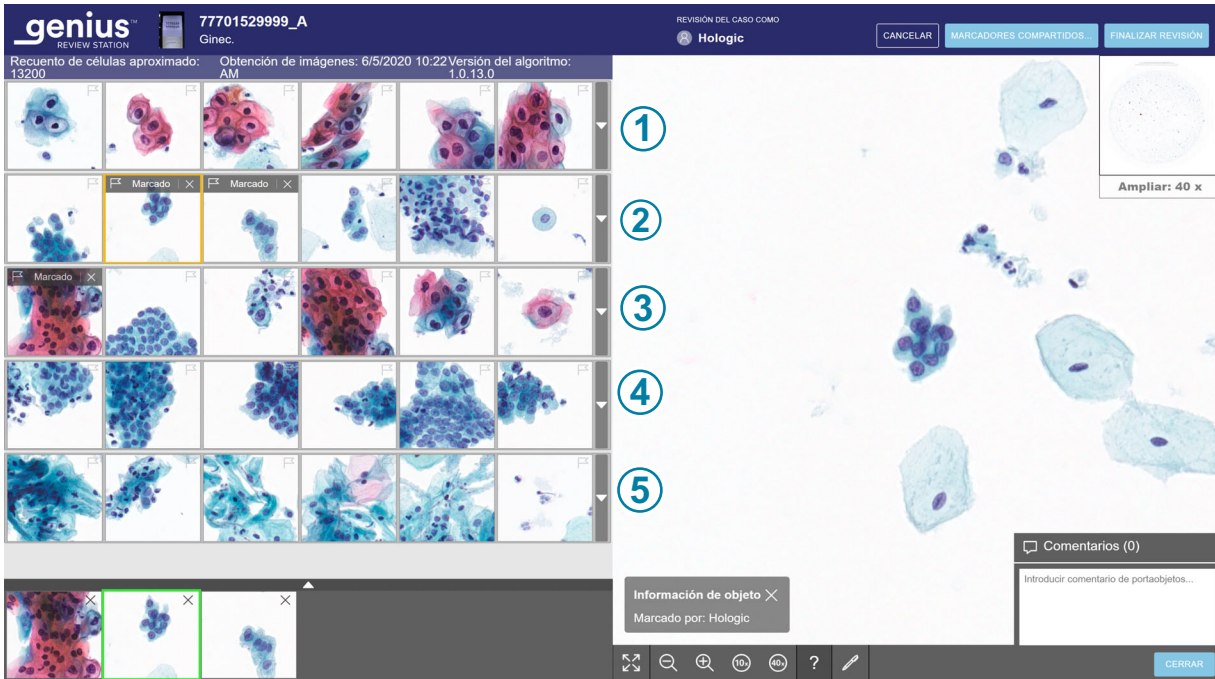 genius™
REVIEW STATION
77701529999_A
Ginec.
REVISIÓN DEL CASO COMO
Hologic
CANCELAR
MARCADORES COMPARTIDOS...
FINALIZAR REVISIÓN
Recuento de células aproximado:
13200
Obtención de imágenes: 6/5/2020 10:22
AM
Versión del algoritmo:
1.0.13.0
1
Marcado
Marcado
2
Marcado
3
4
5
Ampliar: 40 x
Comentarios (0)
Introducir comentario de portaobjetos...
Información de objeto
Marcado por: Hologic
10x
40x
?
CERRAR